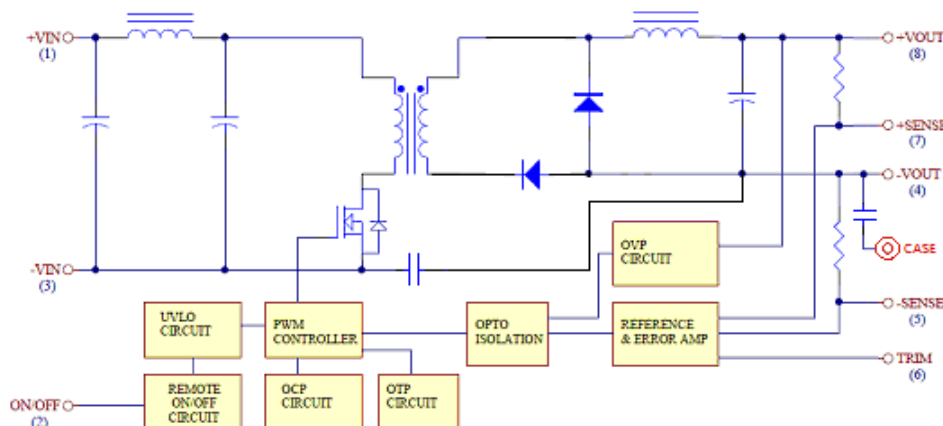 +VIN
(1)
+VOUT
(8)
+SENSE
(7)
-VOUT
(4)
CASE
OVP
CIRCUIT
-VIN
(3)
UVLO
CIRCUIT
PWM
CONTROLLER
OPTO
ISOLATION
REFERENCE
& ERROR AMP
-SENSE
(5)
TRIM
(6)
REMOTE
ON/OFF
CIRCUIT
OCP
CIRCUIT
OTP
CIRCUIT
ON/OFF
(2)